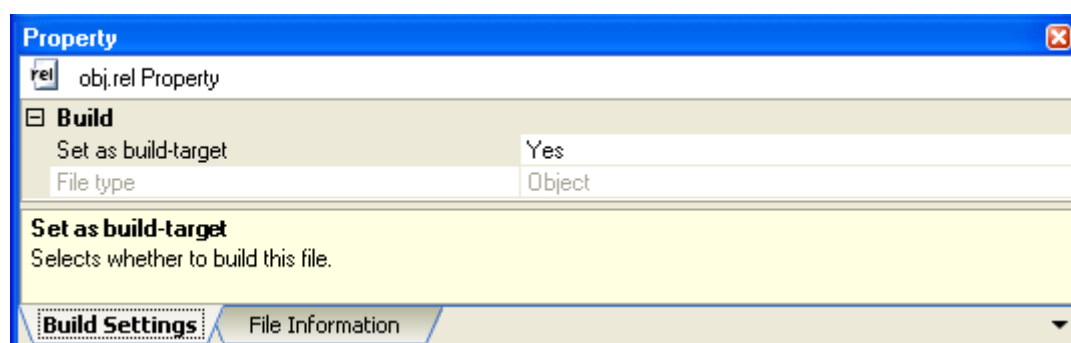 Property
rel obj.rel Property
Build
Set as build-target Yes
File type Object
Set as build-target
Selects whether to build this file.
Build Settings File Information